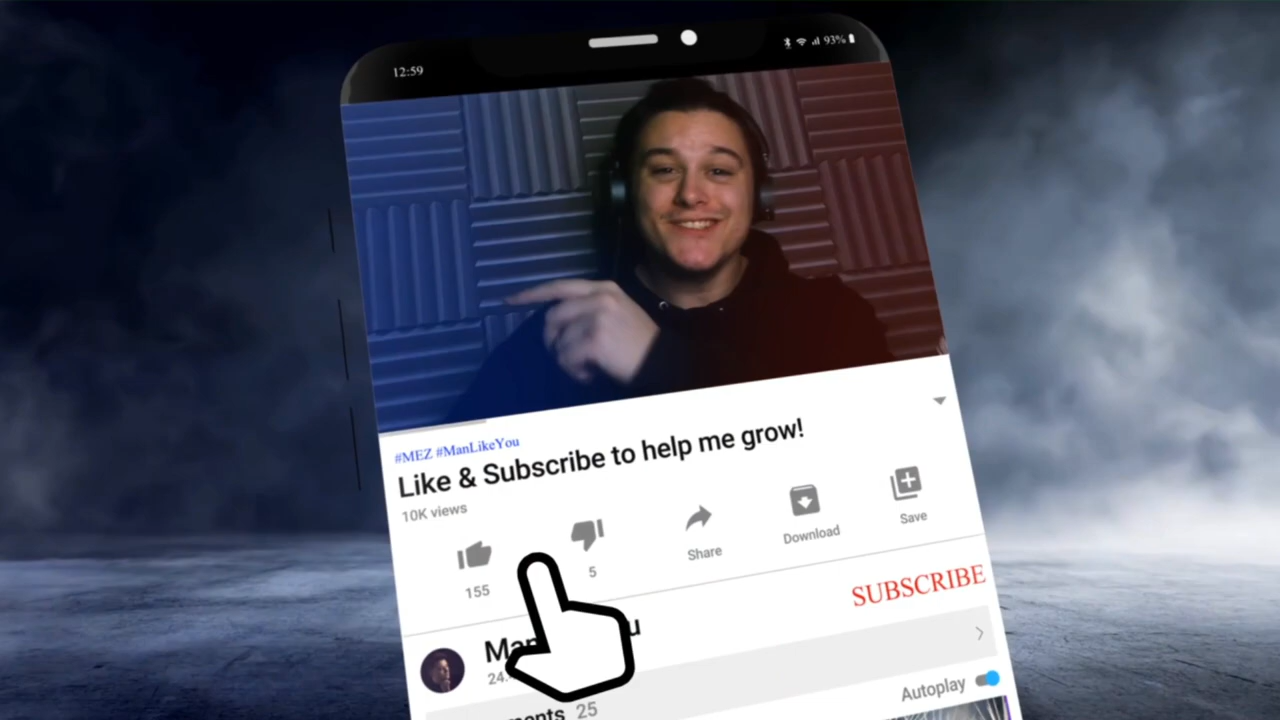 12:59
93%
#MEZ #ManLikeYou
Like & Subscribe to help me grow!
10K views
155
5
Share
Download
Save
SUBSCRIBE
Autoplay
25